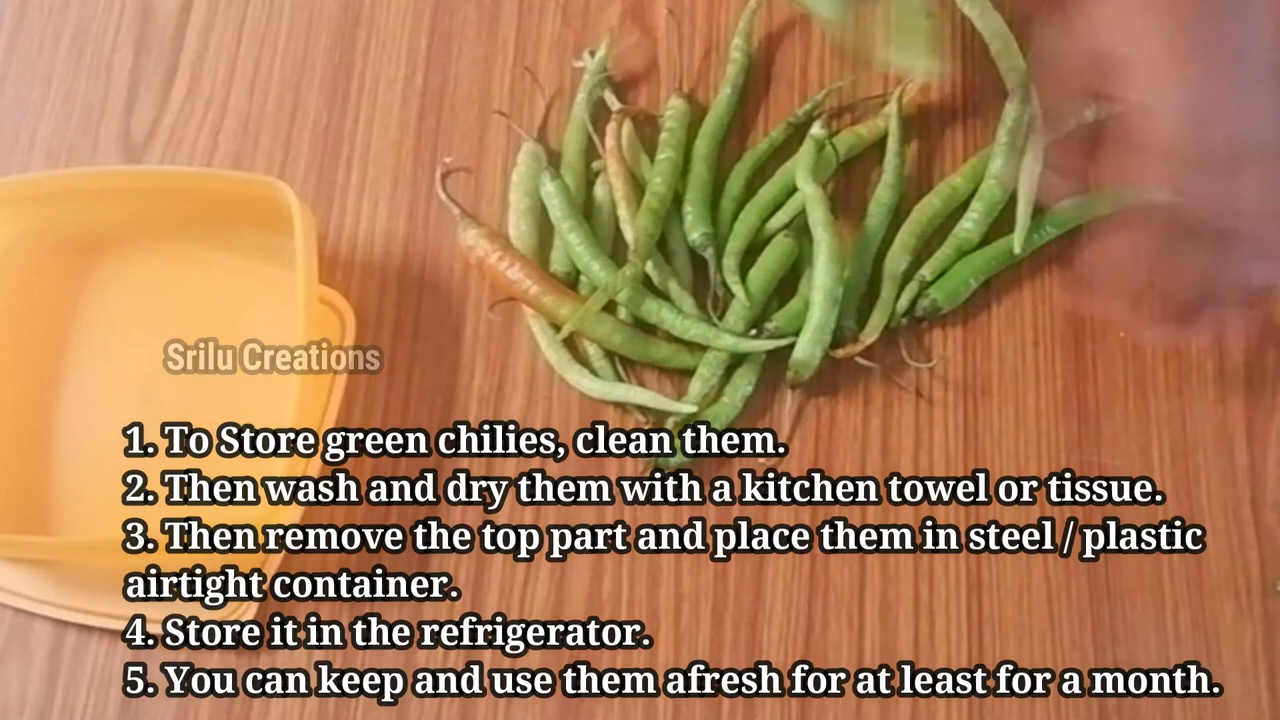 Srilu Creations
1. To Store green chilies, clean them.
2. Then wash and dry them with a kitchen towel or tissue.
3. Then remove the top part and place them in steel / plastic
airtight container.
4. Store it in the refrigerator.
5. You can keep and use them afresh for at least for a month.